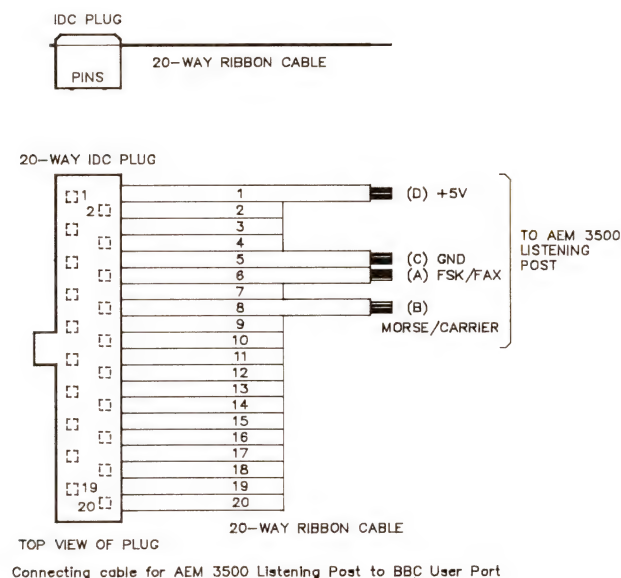 IDC PLUG
20-WAY RIBBON CABLE
PINS
20-WAY IDC PLUG
1 1 (D) +5V
2 2
3
4
5 (C) GND
6 (A) FSK/FAX
7
8 (B)
MORSE/CARRIER
TO AEM 3500
LISTENING
POST
9
10
11
12
13
14
15
16
17
18
19 19
20 20
20-WAY RIBBON CABLE
TOP VIEW OF PLUG
Connecting cable for AEM 3500 Listening Post to BBC User Port